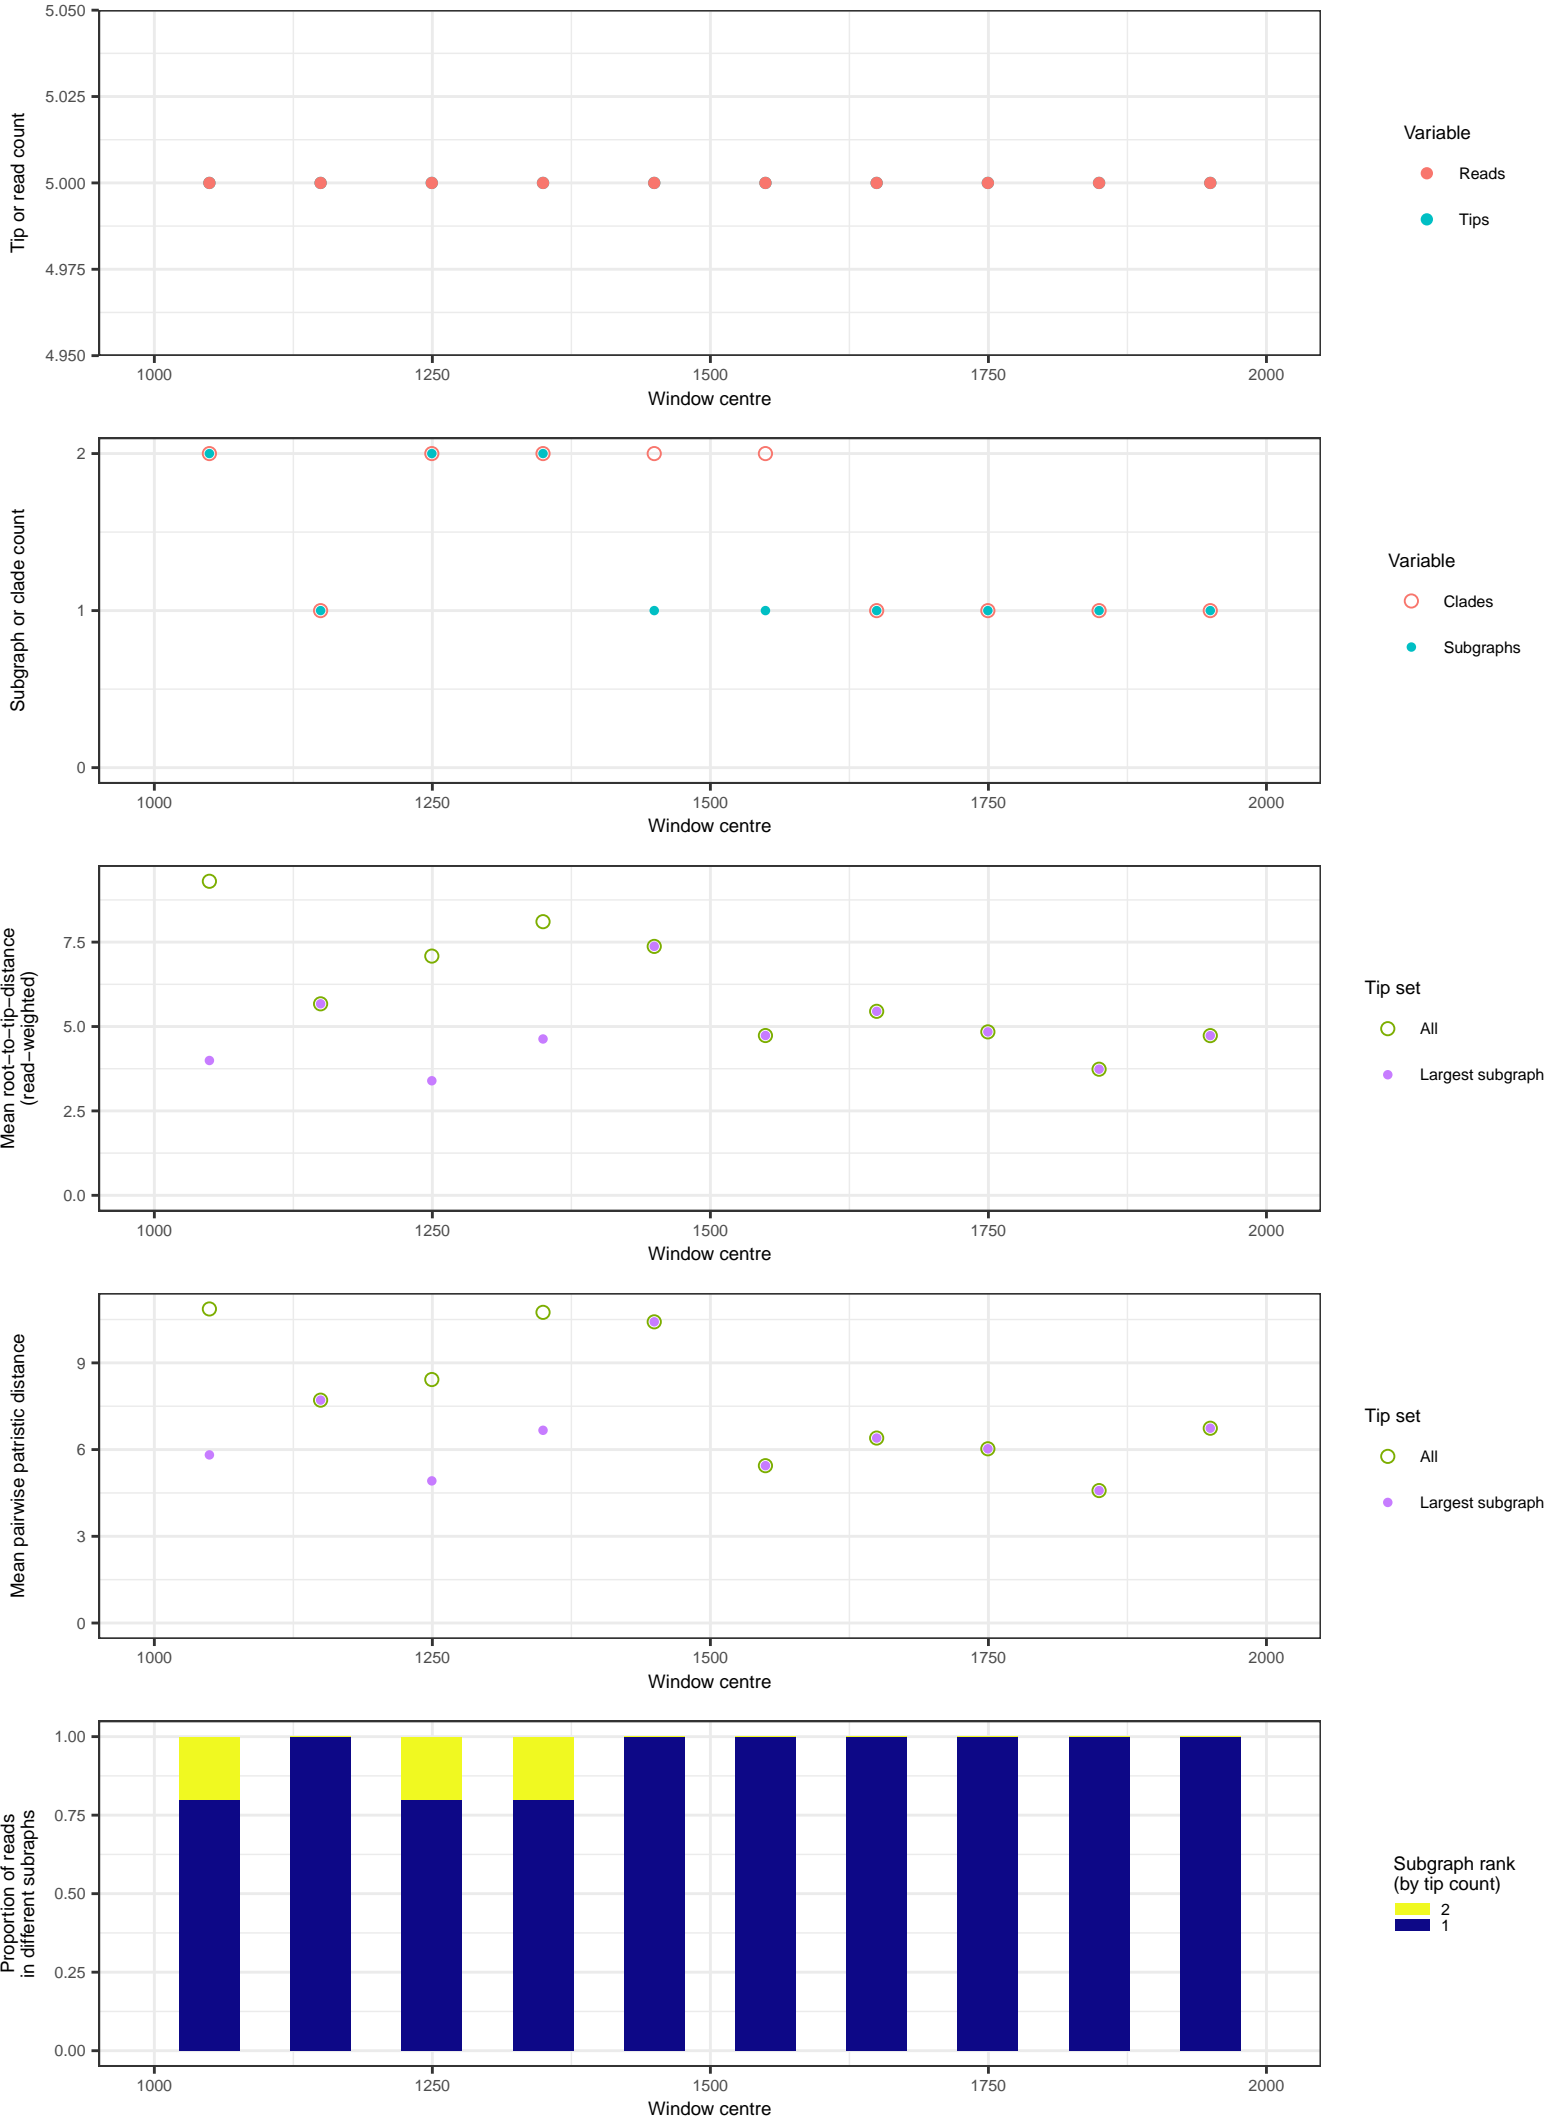 5.050
5.025
5.000
4.975
4.950
Tip or read count
1000 1250 1500 1750 2000
Window centre
Variable
Reads
Tips
2
1
0
Subgraph or clade count
1000 1250 1500 1750 2000
Window centre
Variable
Clades
Subgraphs
7.5
5.0
2.5
0.0
Mean root−to−tip−distance
(read−weighted)
1000 1250 1500 1750 2000
Window centre
Tip set
All
Largest subgraph
9
6
3
0
Mean pairwise patristic distance
1000 1250 1500 1750 2000
Window centre
Tip set
All
Largest subgraph
1.00
0.75
0.50
0.25
0.00
Proportion of reads
in different subraphs
1000 1250 1500 1750 2000
Window centre
Subgraph rank
(by tip count)
2
1